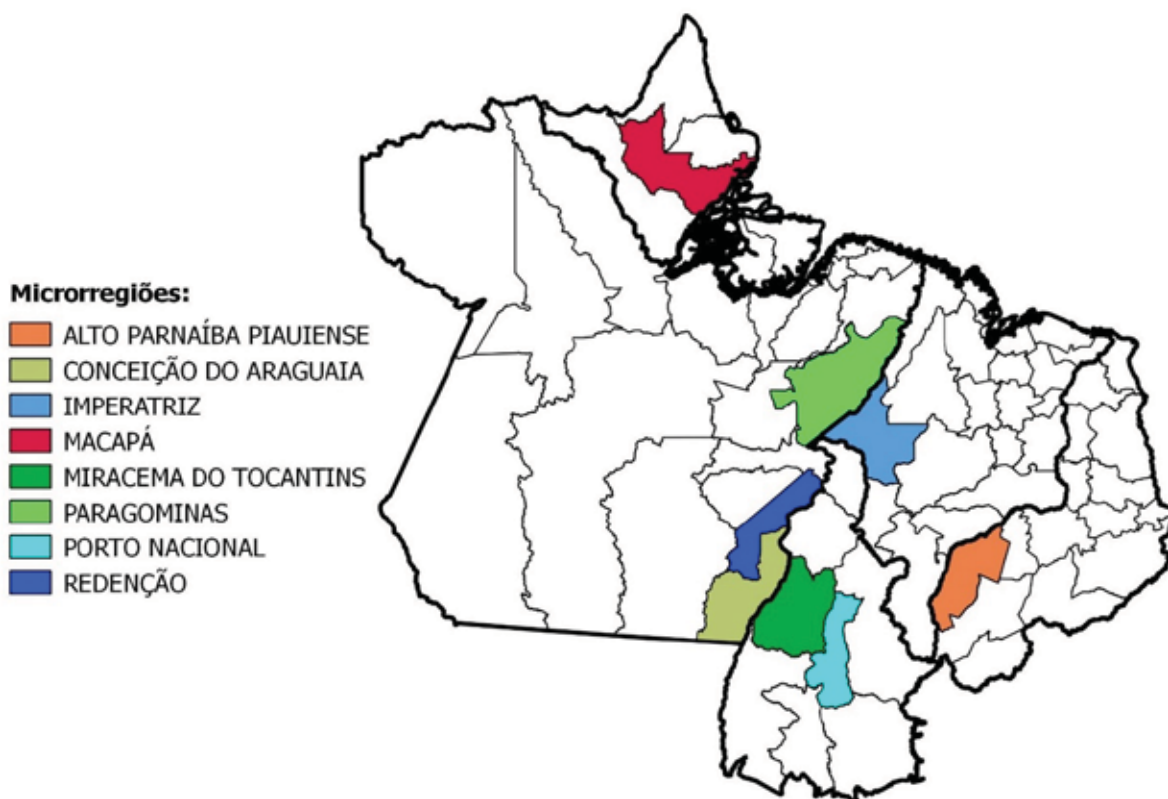 Microrregiões:
ALTO PARNAÍBA PIAUIENSE
CONCEIÇÃO DO ARAGUAIA
IMPERATRIZ
MACAPÁ
MIRACEMA DO TOCANTINS
PARAGOMINAS
PORTO NACIONAL
REDENÇÃO